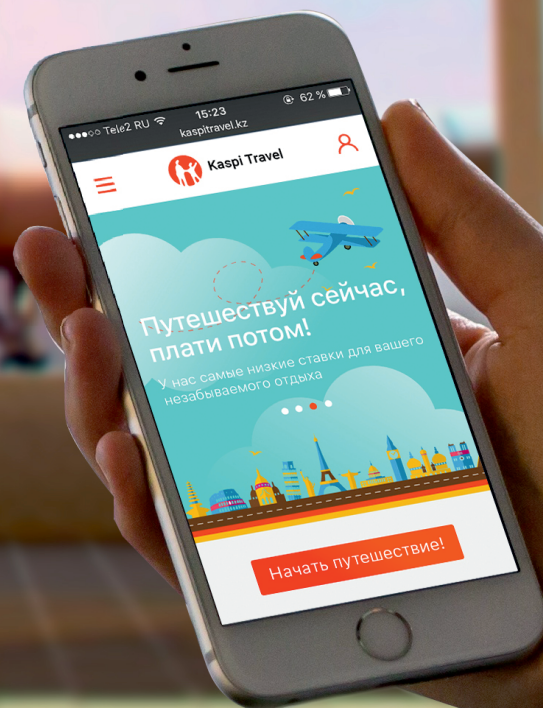 Tele2 RU 15:23 62 %
kaspitravel.kz
Kaspi Travel
Путешествуй сейчас,
плати потом!
У нас самые низкие ставки для вашего
незабываемого отдыха
Начать путешествие!